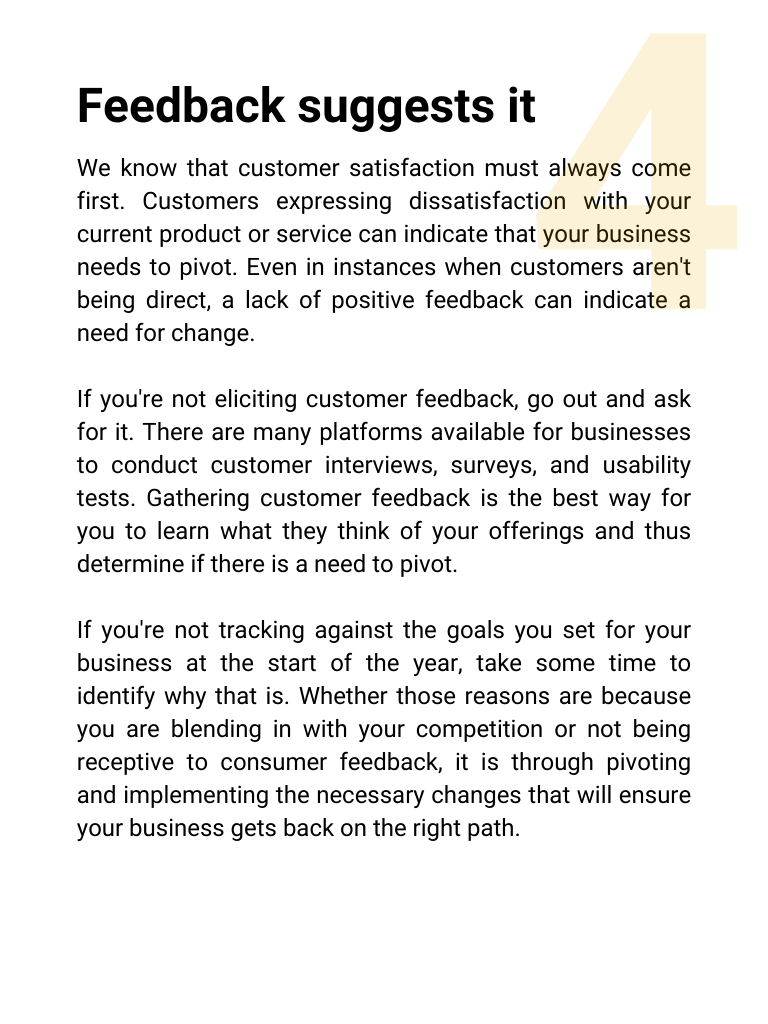 4
Feedback suggests it
We know that customer satisfaction must always come
first. Customers expressing dissatisfaction with your
current product or service can indicate that your business
needs to pivot. Even in instances when customers aren't
being direct, a lack of positive feedback can indicate a
need for change.
If you're not eliciting customer feedback, go out and ask
for it. There are many platforms available for businesses
to conduct customer interviews, surveys, and usability
tests. Gathering customer feedback is the best way for
you to learn what they think of your offerings and thus
determine if there is a need to pivot.
If you're not tracking against the goals you set for your
business at the start of the year, take some time to
identify why that is. Whether those reasons are because
you are blending in with your competition or not being
receptive to consumer feedback, it is through pivoting
and implementing the necessary changes that will ensure
your business gets back on the right path.